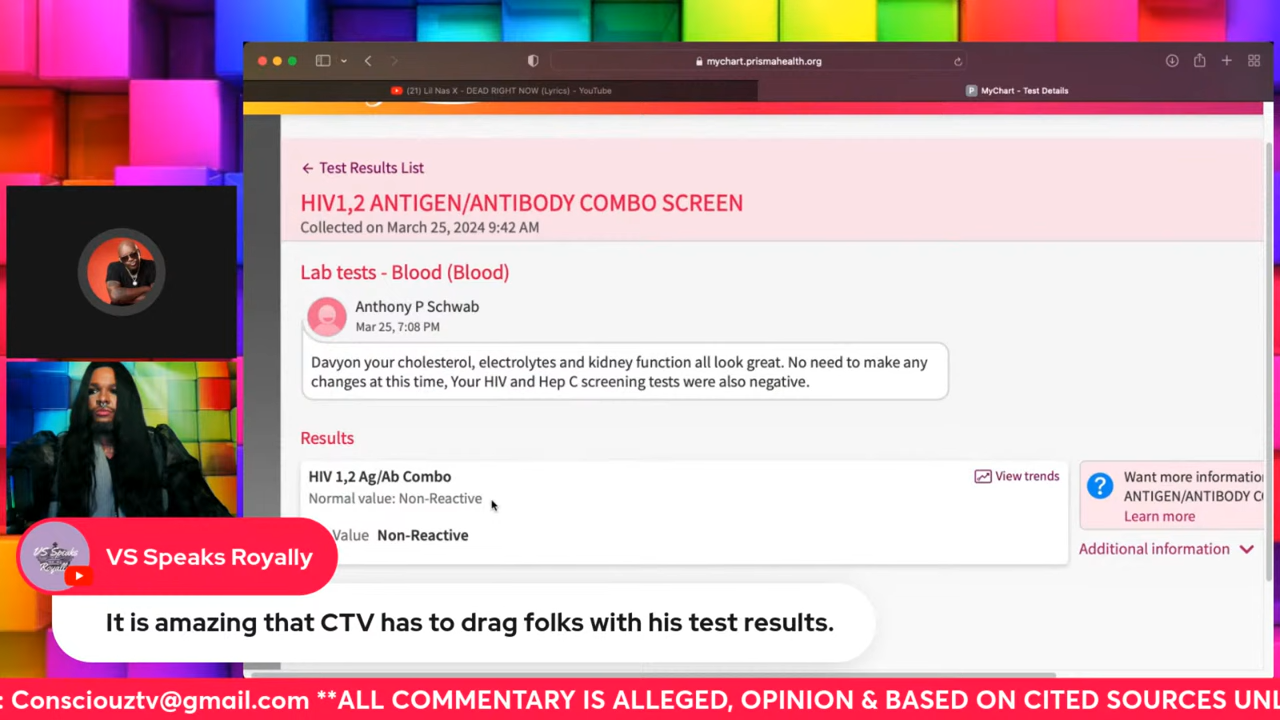 mychart.prismahealth.org
(21) Lil Nas X - DEAD RIGHT NOW (Lyrics) - YouTube
P MyChart - Test Details
← Test Results List
HIV1,2 ANTIGEN/ANTIBODY COMBO SCREEN
Collected on March 25, 2024 9:42 AM
Lab tests - Blood (Blood)
Anthony P Schwab
Mar 25, 7:08 PM
Davyon your cholesterol, electrolytes and kidney function all look great. No need to make any
changes at this time, Your HIV and Hep C screening tests were also negative.
Results
HIV 1,2 Ag/Ab Combo
View trends
Normal value: Non-Reactive
Value Non-Reactive
? Want more informatio
ANTIGEN/ANTIBODY C
Learn more
Additional information
VS Speaks
Royally
VS Speaks Royally
It is amazing that CTV has to drag folks with his test results.
: Consciouztv@gmail.com **ALL COMMENTARY IS ALLEGED, OPINION & BASED ON CITED SOURCES UNL